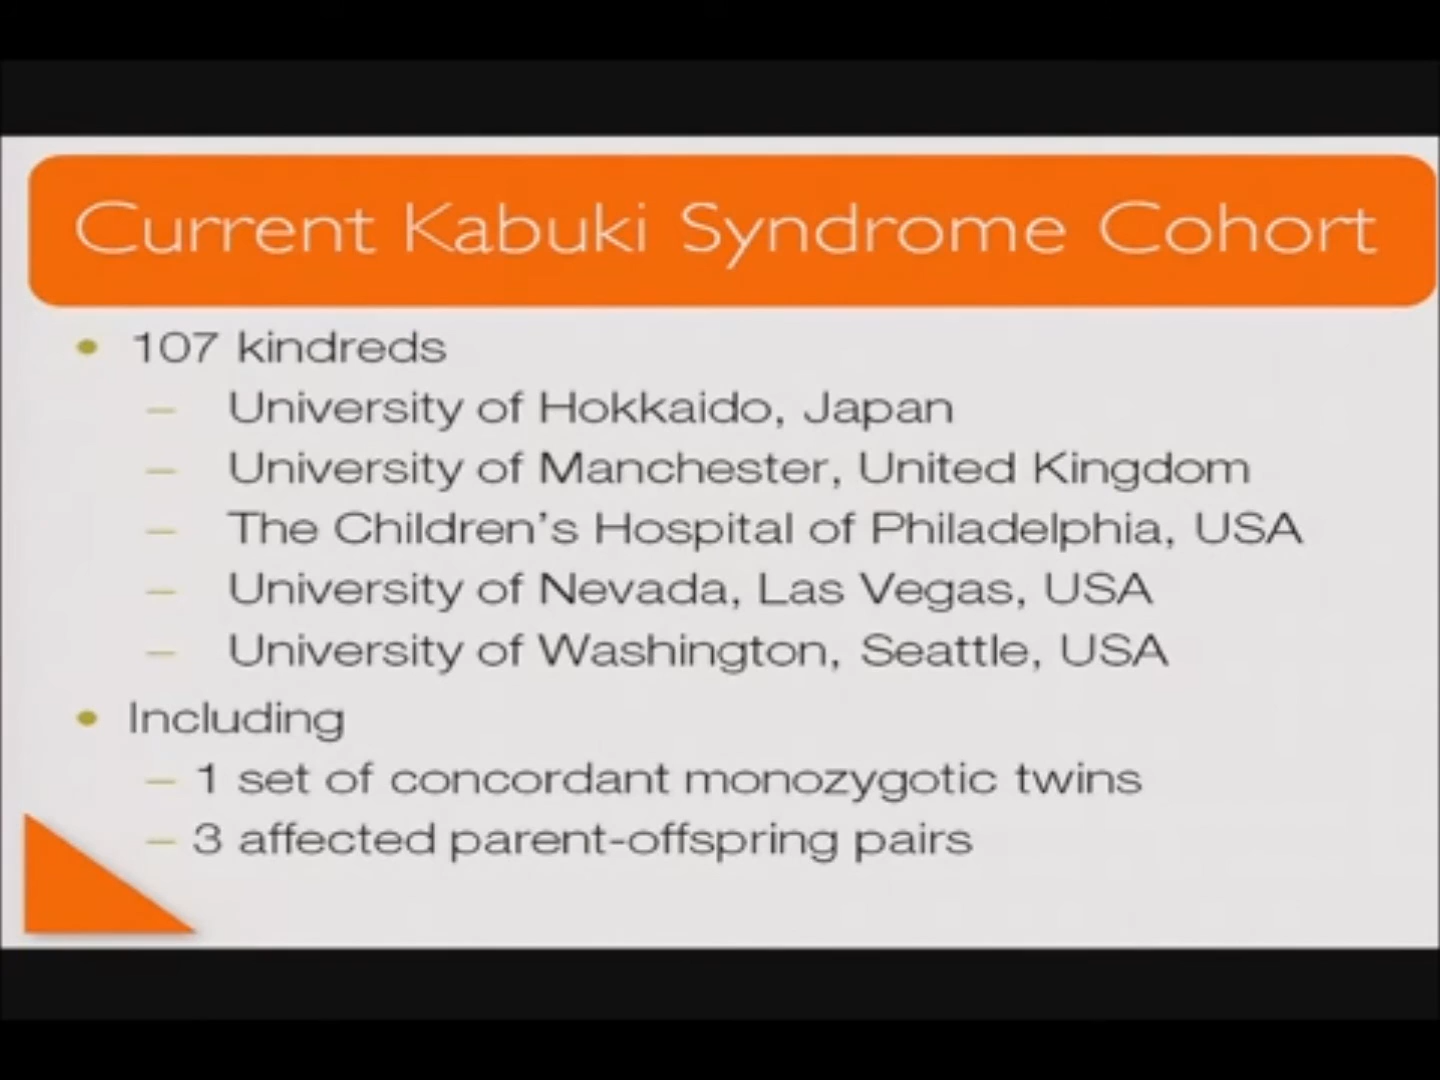 Current Kabuki Syndrome Cohort
• 107 kindreds
– University of Hokkaido, Japan
– University of Manchester, United Kingdom
– The Children’s Hospital of Philadelphia, USA
– University of Nevada, Las Vegas, USA
– University of Washington, Seattle, USA
• Including
– 1 set of concordant monozygotic twins
– 3 affected parent-offspring pairs